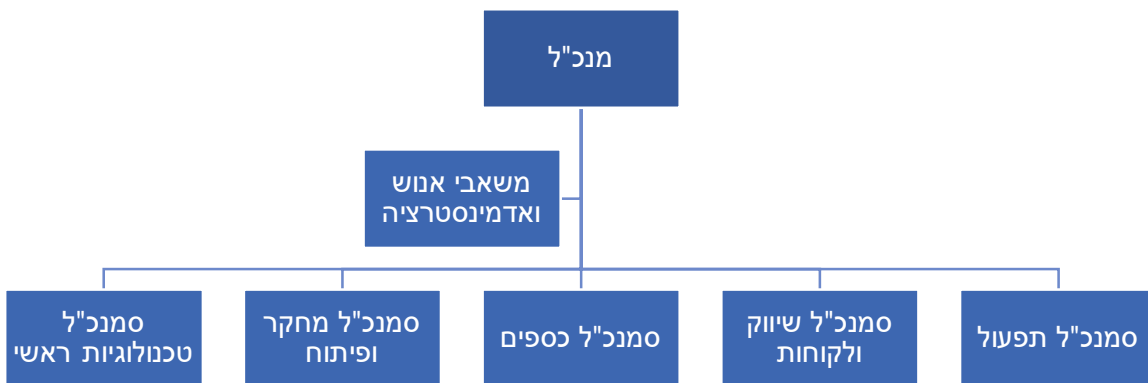 מנכ"ל
משאבי אנוש
ואדמינסטרציה
סמנכ"ל תפעול
סמנכ"ל שיווק
ולקוחות
סמנכ"ל כספים
סמנכ"ל מחקר
ופיתוח
סמנכ"ל
טכנולוגיות ראשי